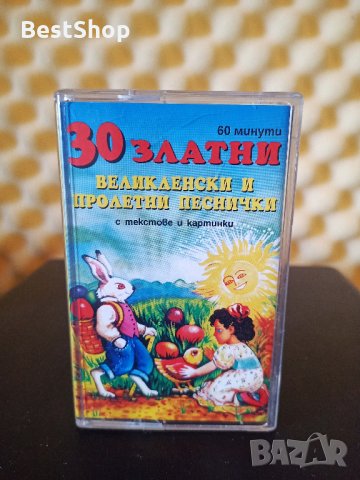 BestShop
60 минути
30 ЗЛАТНИ
ВЕЛИКДЕНСКИ И
ПРОЛЕТНИ ПЕСНИЧКИ
с текстове и картинки
BAZAR